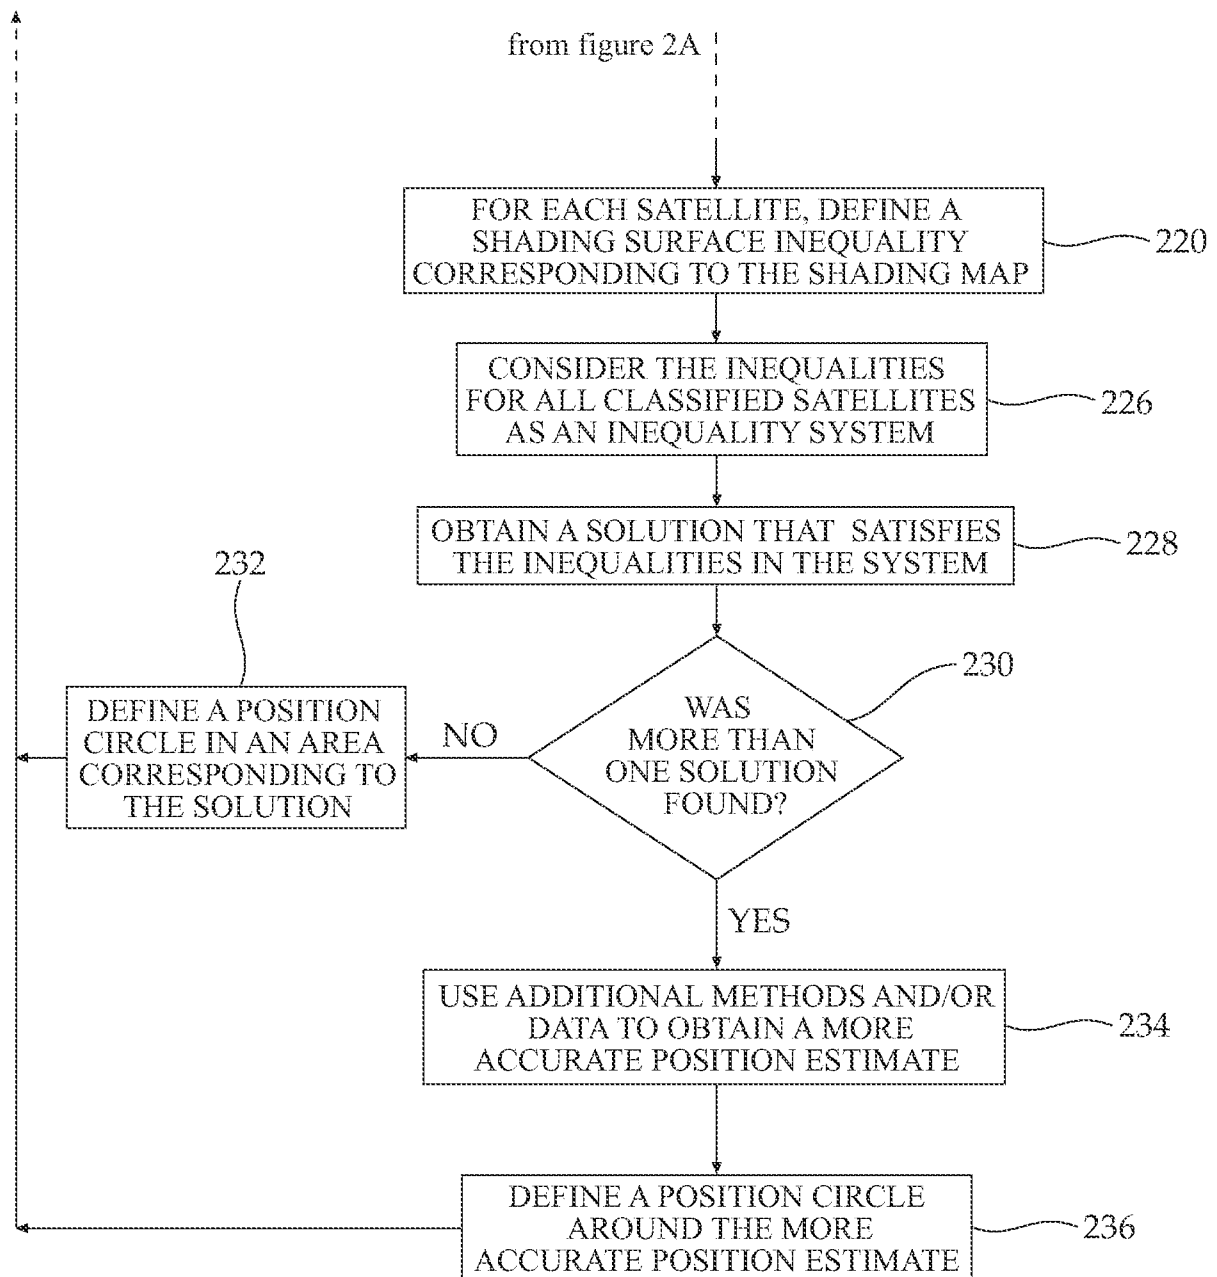 from figure 2A
FOR EACH SATELLITE, DEFINE A
SHADING SURFACE INEQUALITY
CORRESPONDING TO THE SHADING MAP
220
CONSIDER THE INEQUALITIES
FOR ALL CLASSIFIED SATELLITES
AS AN INEQUALITY SYSTEM
226
OBTAIN A SOLUTION THAT SATISFIES
THE INEQUALITIES IN THE SYSTEM
228
232
230
DEFINE A POSITION
CIRCLE IN AN AREA
CORRESPONDING TO
THE SOLUTION
NO
WAS
MORE THAN
ONE SOLUTION
FOUND?
YES
USE ADDITIONAL METHODS AND/OR
DATA TO OBTAIN A MORE
ACCURATE POSITION ESTIMATE
234
DEFINE A POSITION CIRCLE
AROUND THE MORE
ACCURATE POSITION ESTIMATE
236